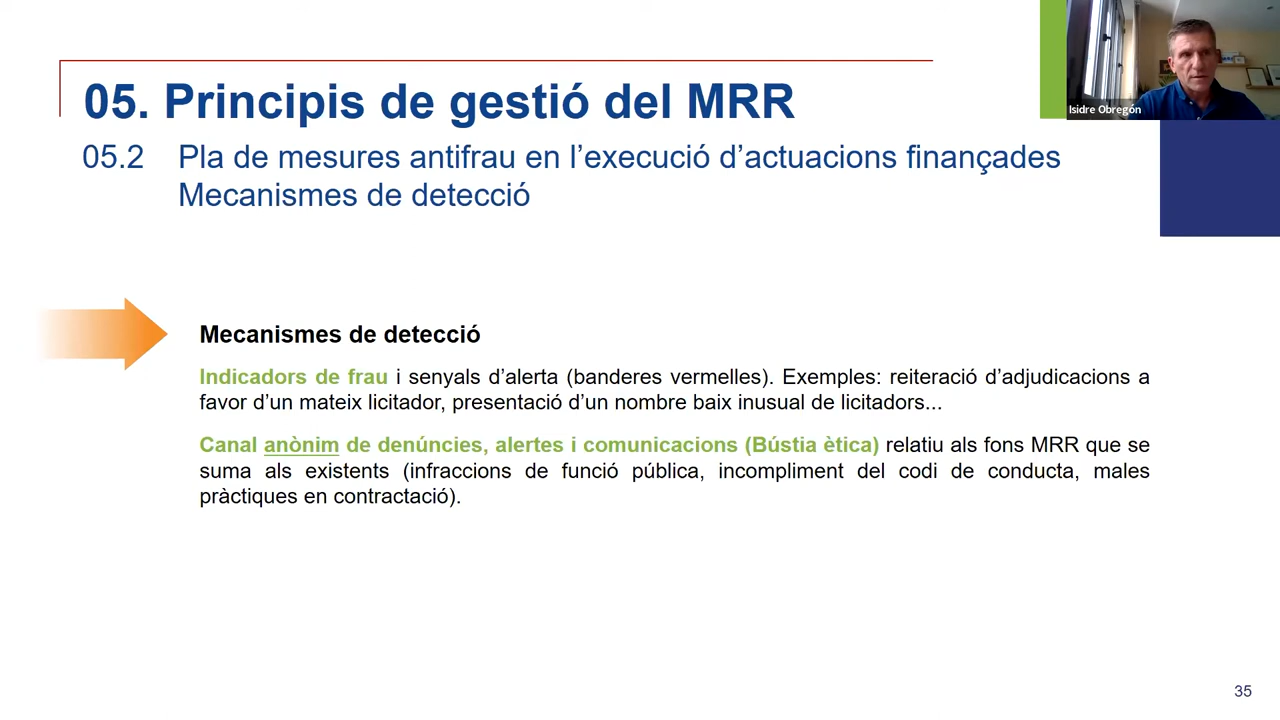 05. Principis de gestió del MRR
05.2 Pla de mesures antifrau en l’execució d’actuacions finançades
Mecanismes de detecció
Isidre Obregón
Mecanismes de detecció
Indicadors de frau i senyals d’alerta (banderes vermelles). Exemples: reiteració d’adjudicacions a
favor d’un mateix licitador, presentació d’un nombre baix inusual de licitadors...
Canal anònim de denúncies, alertes i comunicacions (Bústia ètica) relatiu als fons MRR que se
suma als existents (infraccions de funció pública, incompliment del codi de conducta, males
pràctiques en contractació).
35